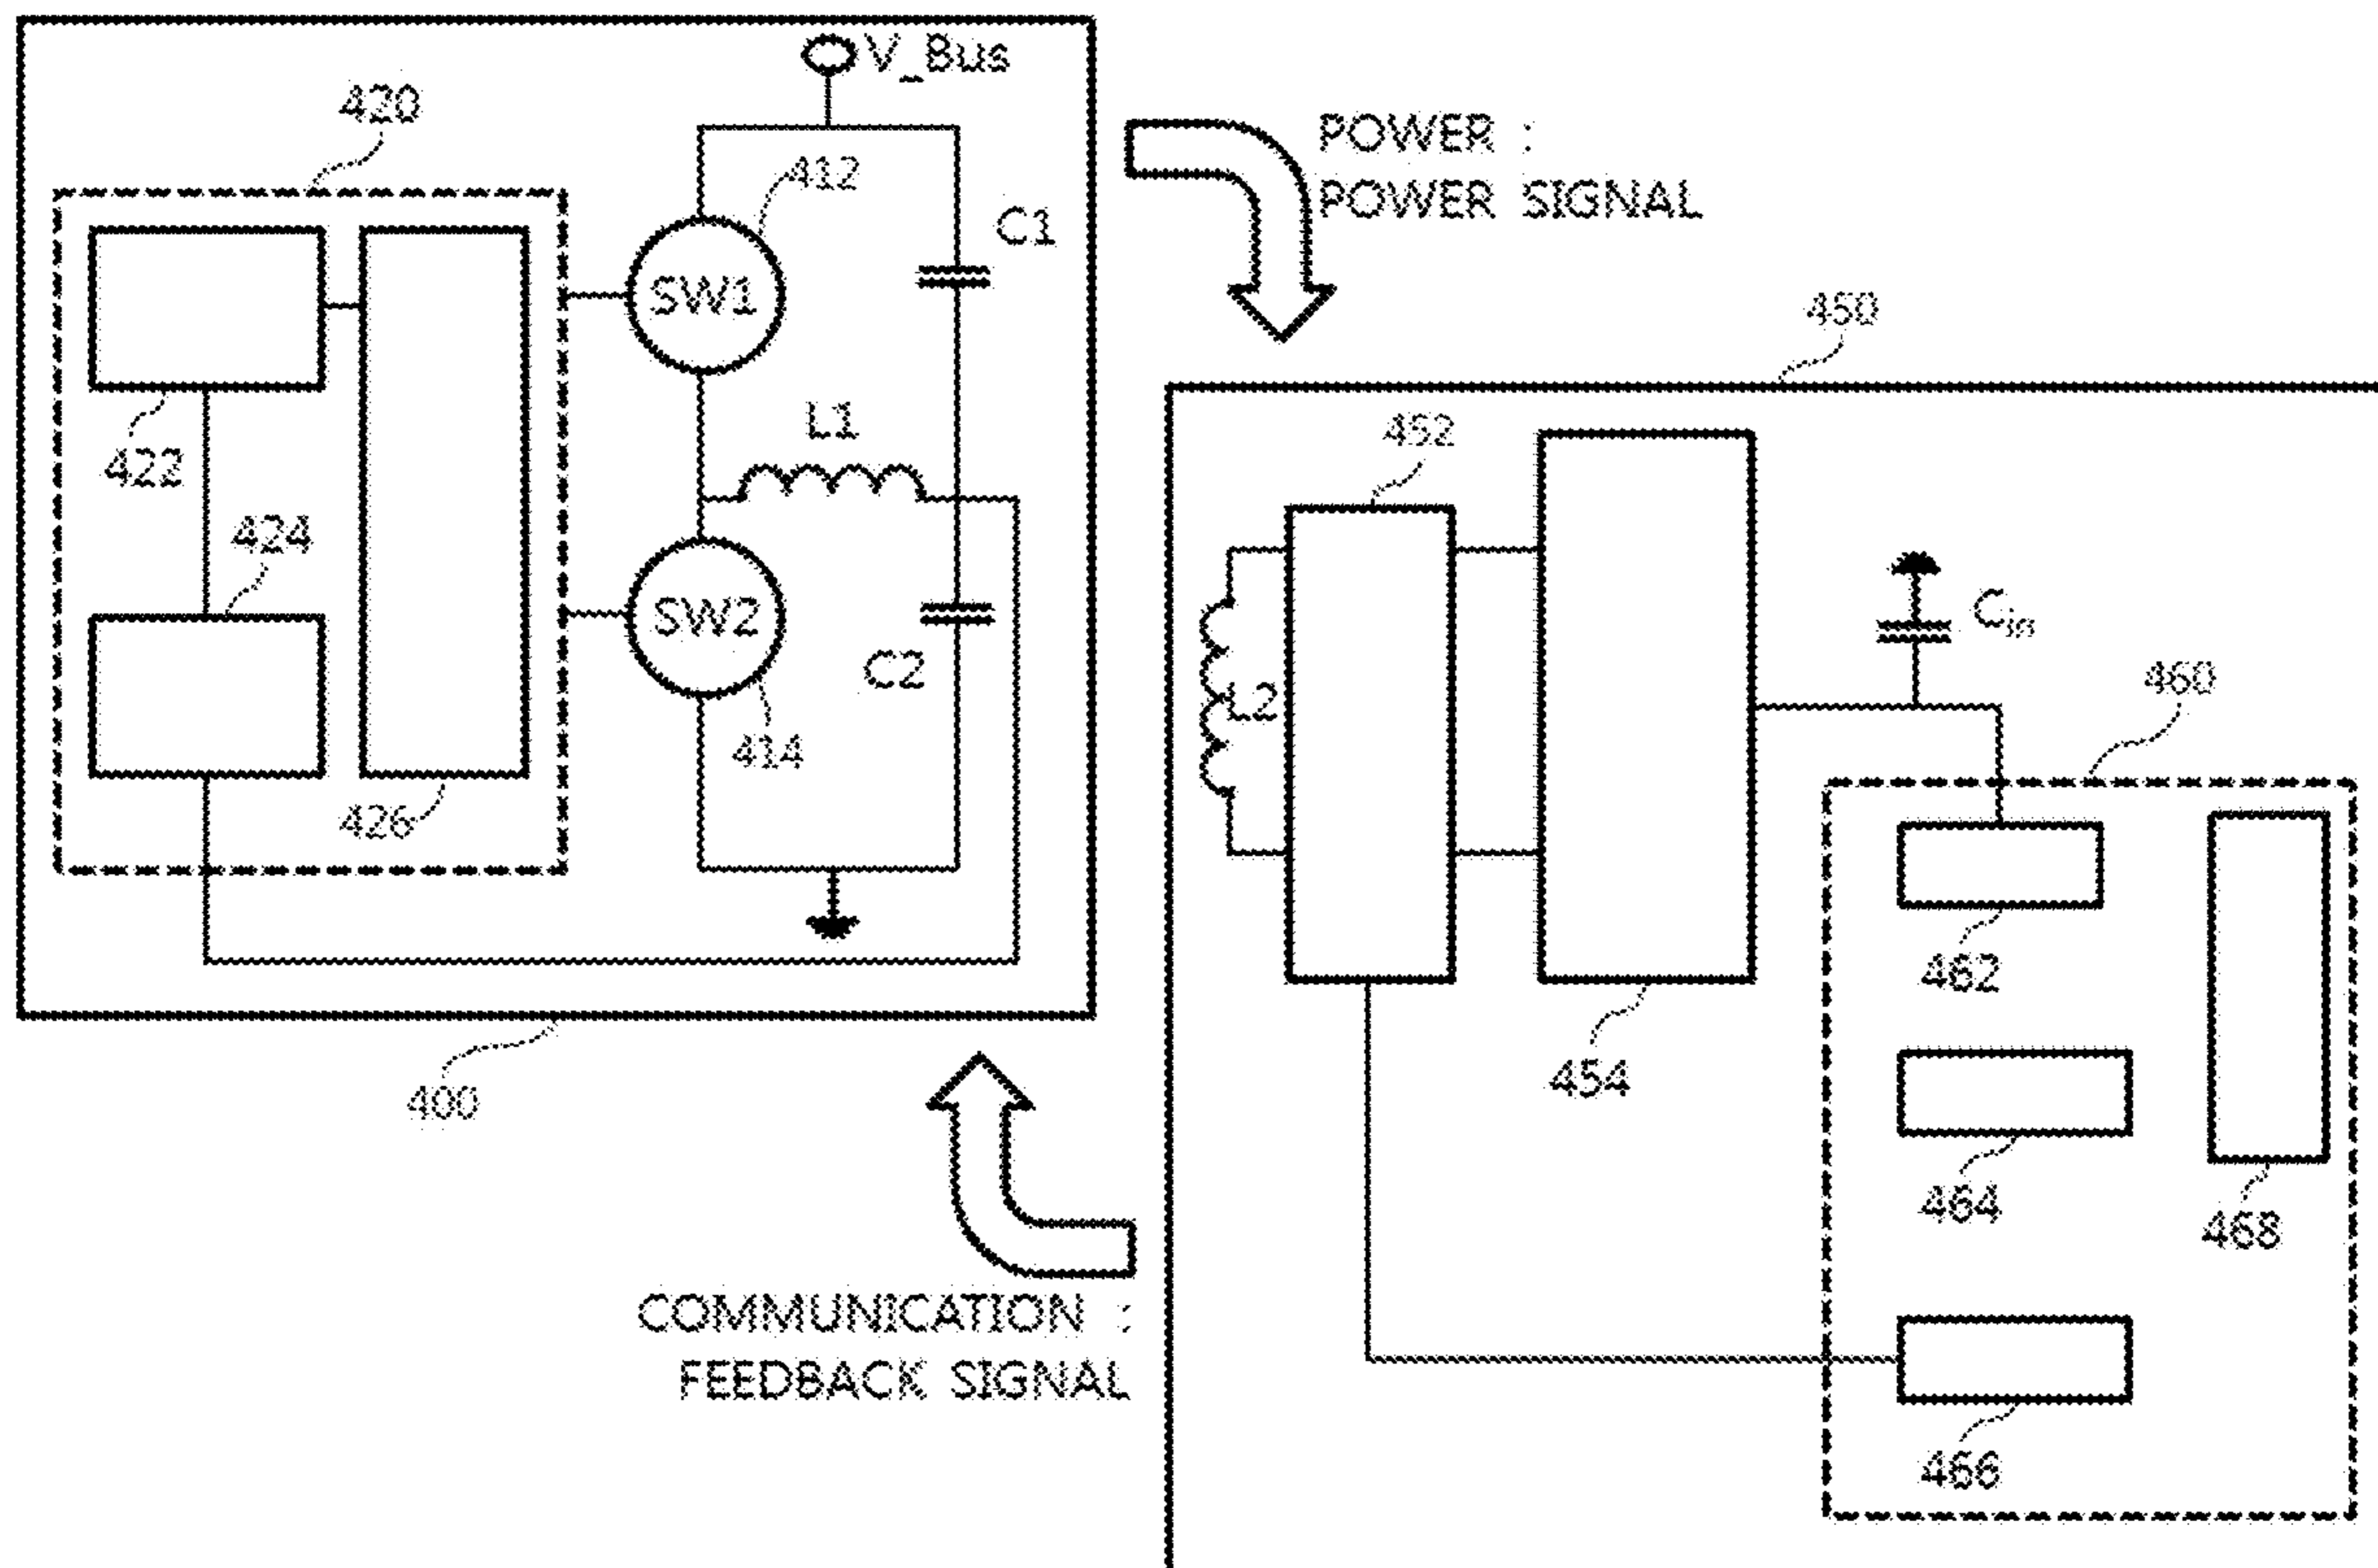 V_Bus
420
412
POWER :
POWER SIGNAL
C1
SW1
450
L1
452
422
424
SW2
C2
Cin
460
L2
414
426
462
454
400
464
468
COMMUNICATION :
FEEDBACK SIGNAL
466